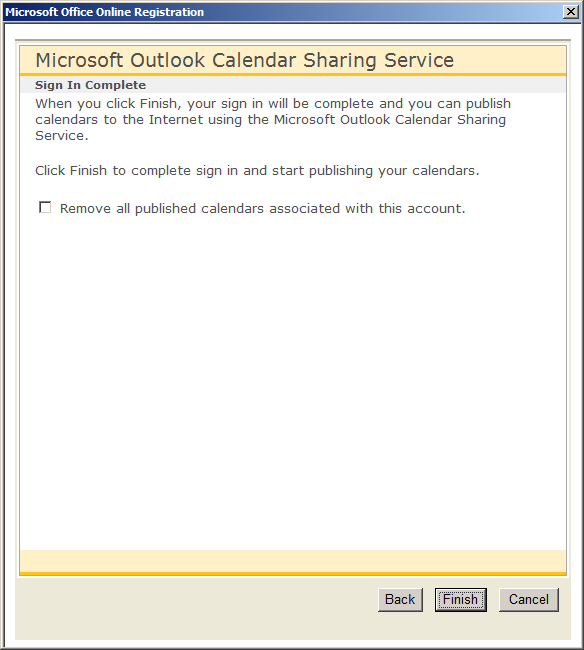 Microsoft Office Online Registration
Microsoft Outlook Calendar Sharing Service
Sign In Complete
When you click Finish, your sign in will be complete and you can publish
calendars to the Internet using the Microsoft Outlook Calendar Sharing
Service.
Click Finish to complete sign in and start publishing your calendars.
Remove all published calendars associated with this account.
Back Finish Cancel